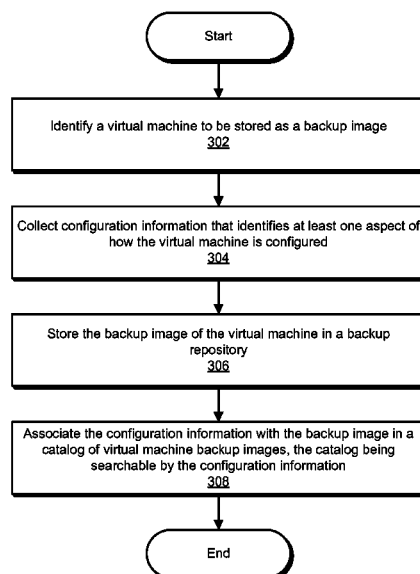 Start
Identify a virtual machine to be stored as a backup image
302
Collect configuration information that identifies at least one aspect of
how the virtual machine is configured
304
Store the backup image of the virtual machine in a backup
repository
306
Associate the configuration information with the backup image in a
catalog of virtual machine backup images, the catalog being
searchable by the configuration information
308
End